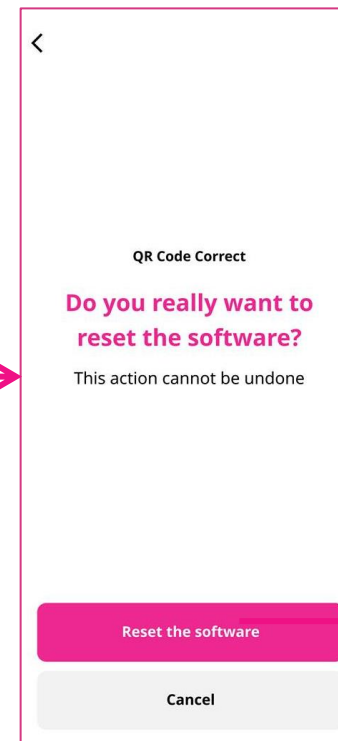 QR Code Correct
Do you really want to
reset the software?
This action cannot be undone
Reset the software
Cancel